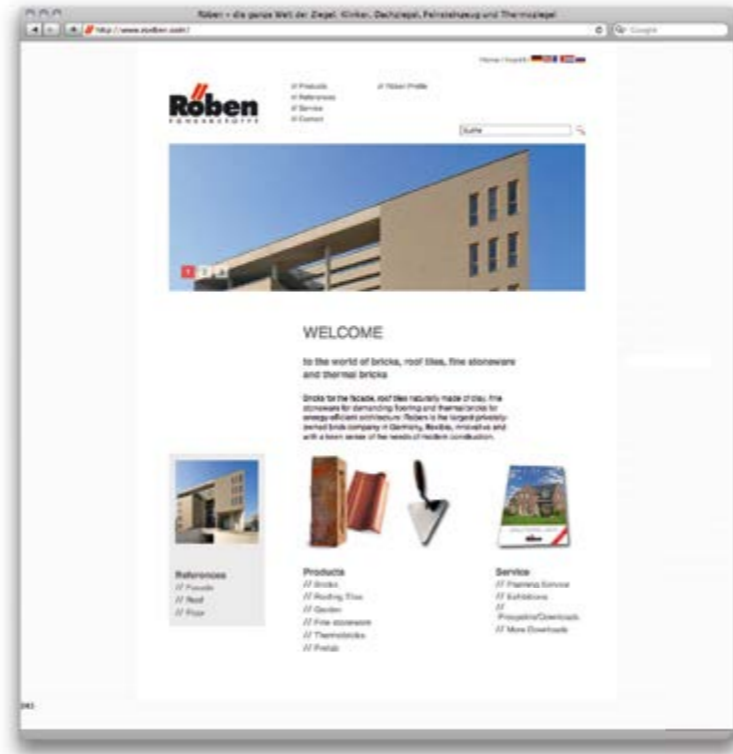 Röben – die ganze Welt der Ziegel: Klinker, Dachziegel, Feinsteinzeug und Thermoziegel
http://www.roeben.com/
Google
Home /
// Products
// Röben Profile
// References
// Service
// Contact
Röben
TONBAUSTOFFE
Suche
1 2 3
WELCOME
to the world of bricks, roof tiles, fine stoneware
and thermal bricks
Bricks for the facade, roof tiles naturally made of clay, fine
stoneware for demanding flooring and thermal bricks for
energy-efficient architecture: Röben is the largest privately-
owned brick company in Germany, flexible, innovative and
with a keen sense of the needs of modern construction.
References
// Facade
// Roof
// Floor
Products
// Bricks
// Roofing Tiles
// Garden
// Fine stoneware
// Thermobricks
// Prefab
Service
// Planning Service
// Exhibitions
//
Prospekte/Downloads
// More Downloads